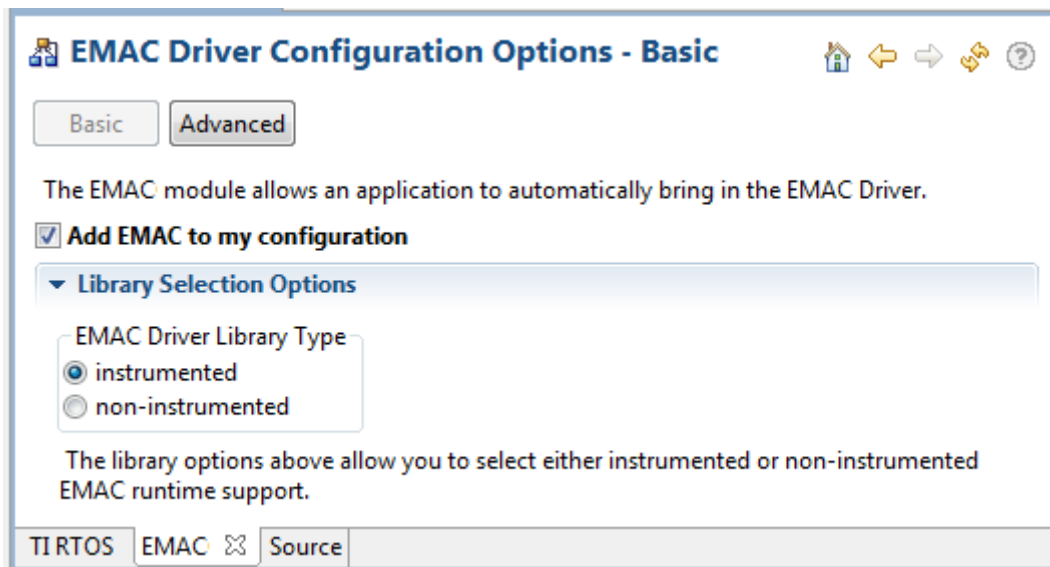 EMAC Driver Configuration Options - Basic
Basic Advanced
The EMAC module allows an application to automatically bring in the EMAC Driver.
Add EMAC to my configuration
Library Selection Options
EMAC Driver Library Type
instrumented
non-instrumented
The library options above allow you to select either instrumented or non-instrumented
EMAC runtime support.
TI RTOS EMAC Source